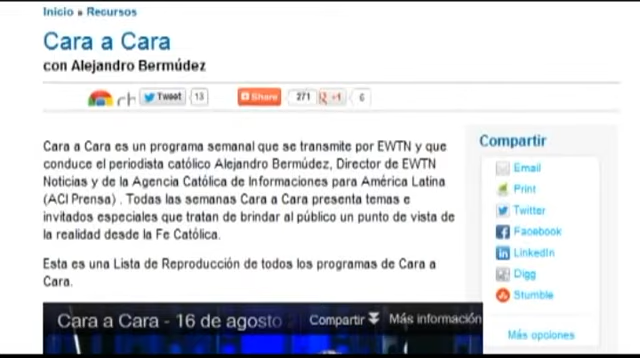 Inicio » Recursos
Cara a Cara
con Alejandro Bermúdez
ch Tweet 13 Share 271 +1 6
Cara a Cara es un programa semanal que se transmite por EWTN y que
conduce el periodista católico Alejandro Bermúdez, Director de EWTN
Noticias y de la Agencia Católica de Informaciones para América Latina
(ACI Prensa) . Todas las semanas Cara a Cara presenta temas e
invitados especiales que tratan de brindar al público un punto de vista de
la realidad desde la Fe Católica.
Esta es una Lista de Reproducción de todos los programas de Cara a
Cara.
Cara a Cara - 16 de agosto Compartir Más información
Compartir
Email
Print
Twitter
Facebook
LinkedIn
Digg
Stumble
Más opciones